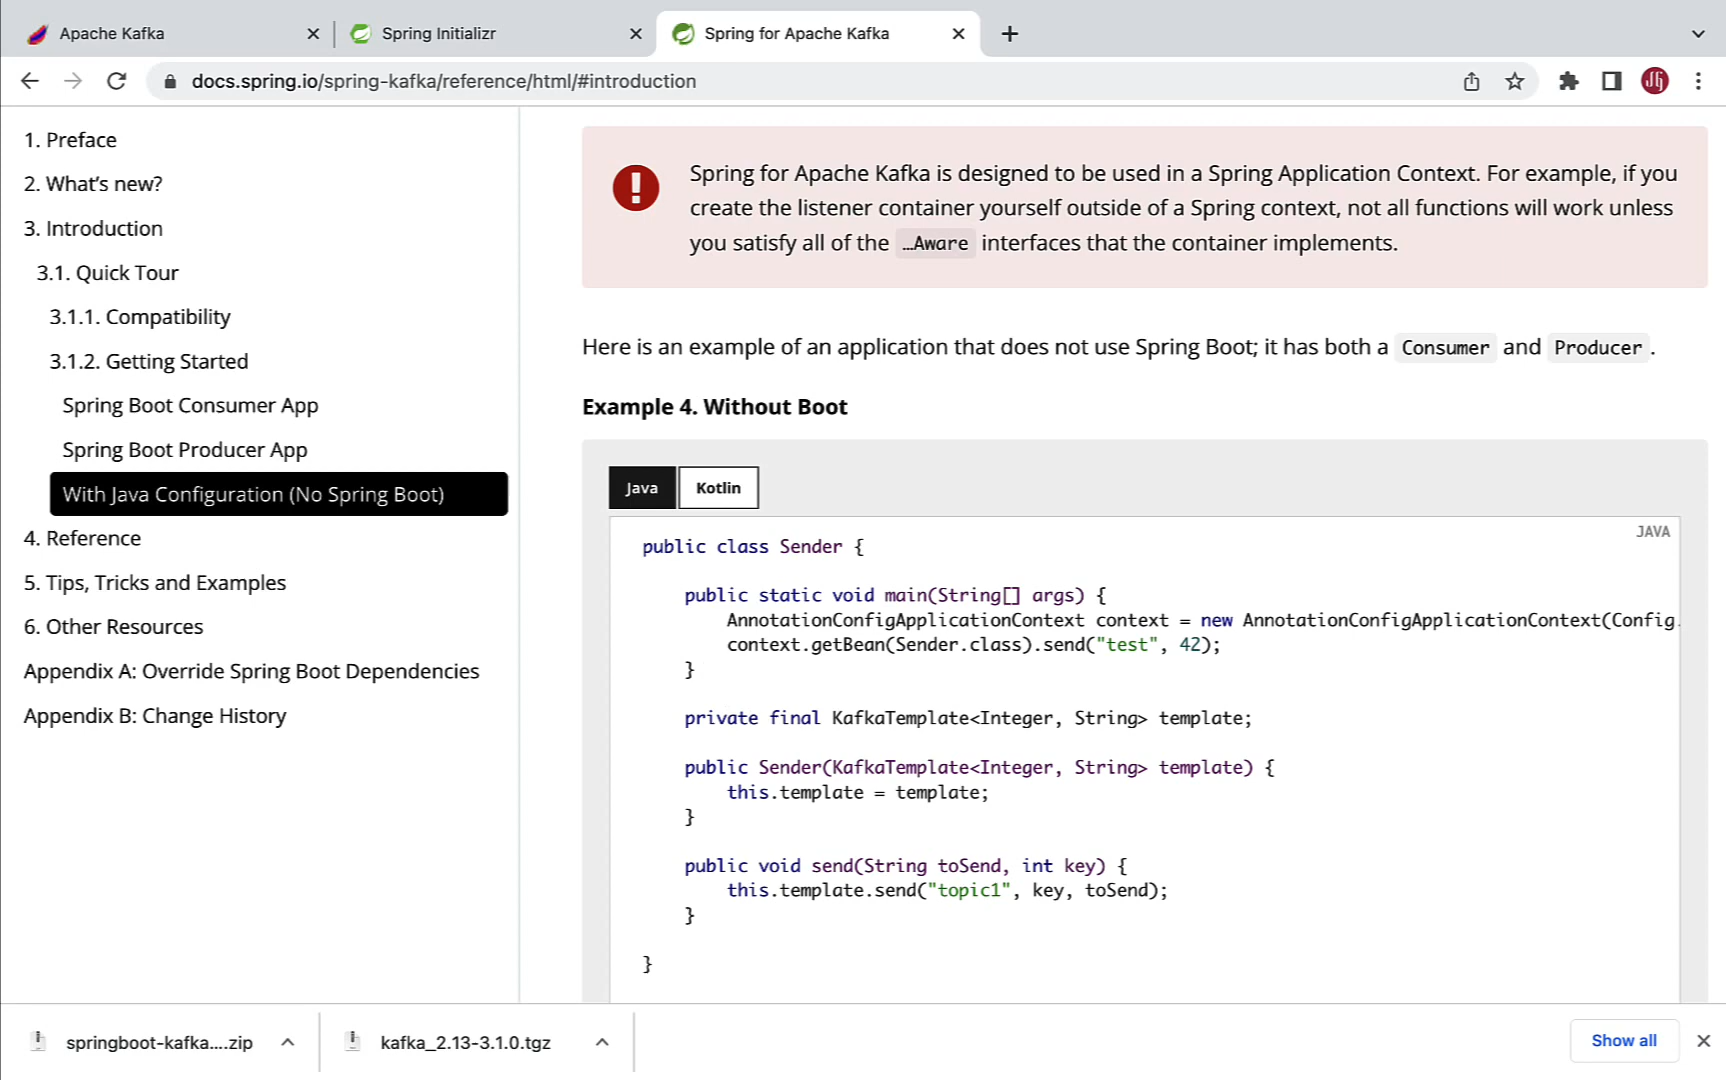 Apache Kafka
Spring Initializr
Spring for Apache Kafka
docs.spring.io/spring-kafka/reference/html/#introduction
1. Preface
2. What's new?
3. Introduction
3.1. Quick Tour
3.1.1. Compatibility
3.1.2. Getting Started
Spring Boot Consumer App
Spring Boot Producer App
With Java Configuration (No Spring Boot)
4. Reference
5. Tips, Tricks and Examples
6. Other Resources
Appendix A: Override Spring Boot Dependencies
Appendix B: Change History
Spring for Apache Kafka is designed to be used in a Spring Application Context. For example, if you
create the listener container yourself outside of a Spring context, not all functions will work unless
you satisfy all of the …Aware interfaces that the container implements.
Here is an example of an application that does not use Spring Boot; it has both a Consumer and Producer.
Example 4. Without Boot
Java Kotlin
JAVA
public class Sender {
public static void main(String[] args) {
AnnotationConfigApplicationContext context = new AnnotationConfigApplicationContext(Config.
context.getBean(Sender.class).send("test", 42);
}
private final KafkaTemplate<Integer, String> template;
public Sender(KafkaTemplate<Integer, String> template) {
this.template = template;
}
public void send(String toSend, int key) {
this.template.send("topic1", key, toSend);
}
}
springboot-kafka....zip
kafka_2.13-3.1.0.tgz
Show all